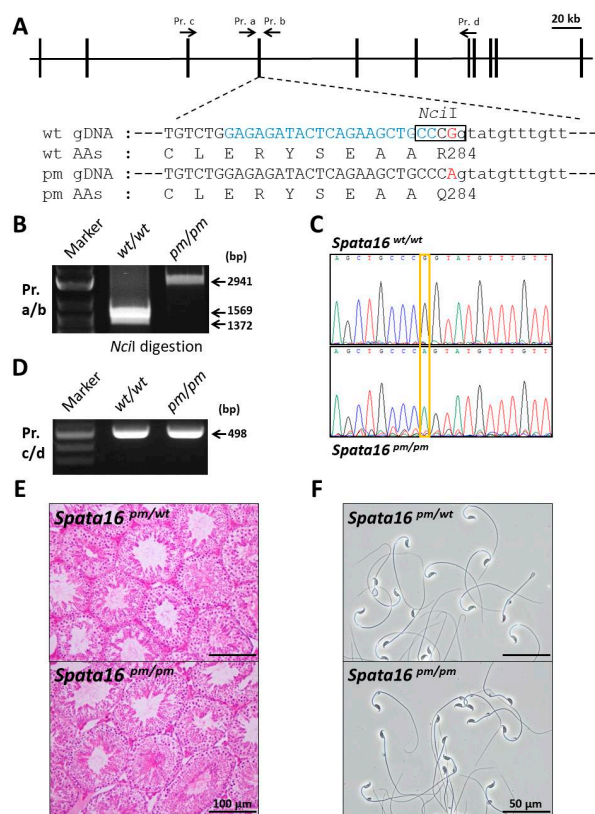 A
Pr. c
Pr. a
Pr. b
Pr. d
20 kb
NciI
wt gDNA :---TGTCTGGAGAGATACTCAGAAGCTGCCCGgtatgtttgtt---
wt AAs : C L E R Y S E A A R284
pm gDNA :---TGTCTGGAGAGATACTCAGAAGCTGCCCAgtatgtttgtt---
pm AAs : C L E R Y S E A A Q284
B
Marker
wt/wt
pm/pm
(bp)
Pr. a/b
2941
1569
1372
NciI digestion
C
Spata16 wt/wt
A G C T G C C C G G T A T G T T T G T T
A G C T G C C C A G T A T G T T T G T T
Spata16 pm/pm
D
Marker
wt/wt
pm/pm
(bp)
Pr. c/d
498
E
Spata16 pm/wt
Spata16 pm/pm
100 µm
F
Spata16 pm/wt
Spata16 pm/pm
50 µm